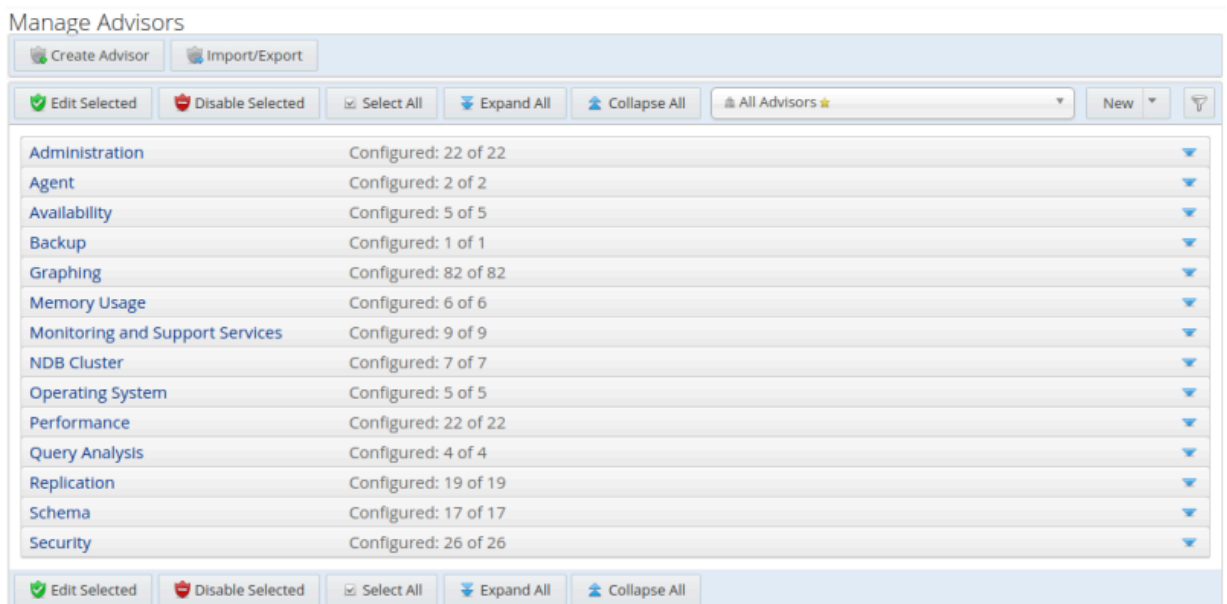 Manage Advisors
Create Advisor Import/Export
Edit Selected Disable Selected Select All Expand All Collapse All All Advisors New
Administration Configured: 22 of 22
Agent Configured: 2 of 2
Availability Configured: 5 of 5
Backup Configured: 1 of 1
Graphing Configured: 82 of 82
Memory Usage Configured: 6 of 6
Monitoring and Support Services Configured: 9 of 9
NDB Cluster Configured: 7 of 7
Operating System Configured: 5 of 5
Performance Configured: 22 of 22
Query Analysis Configured: 4 of 4
Replication Configured: 19 of 19
Schema Configured: 17 of 17
Security Configured: 26 of 26
Edit Selected Disable Selected Select All Expand All Collapse All